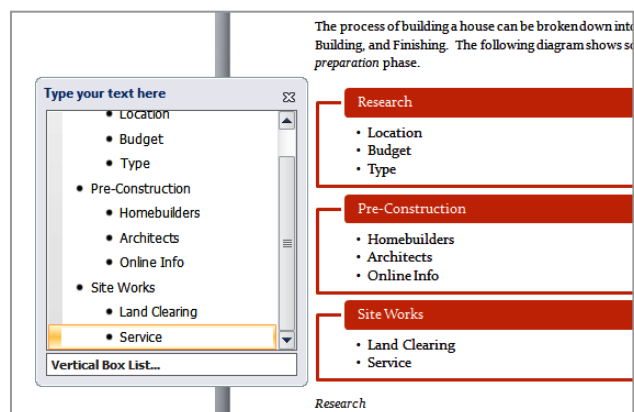 The process of building a house can be broken down into
Building, and Finishing. The following diagram shows
preparation phase.
Type your text here
Location
Budget
Type
Pre-Construction
Homebuilders
Architects
Online Info
Site Works
Land Clearing
Service
Vertical Box List...
Research
Location
Budget
Type
Pre-Construction
Homebuilders
Architects
Online Info
Site Works
Land Clearing
Service
Research